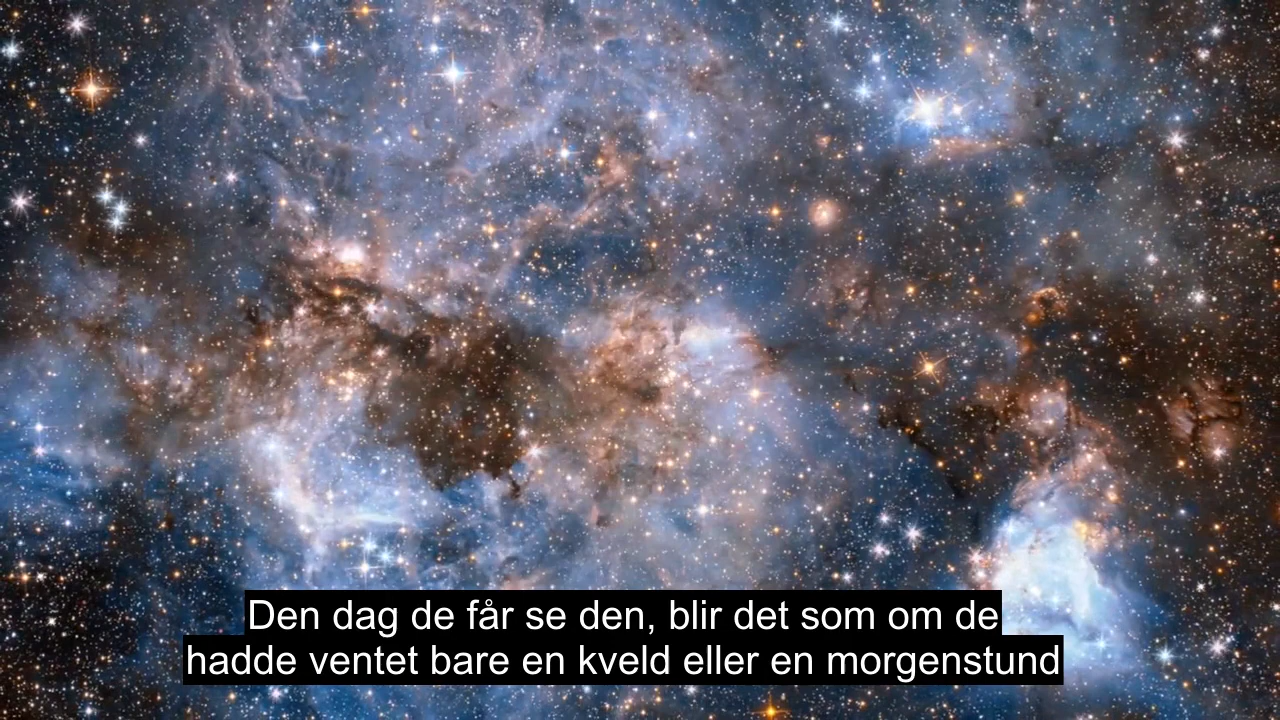 Den dag de får se den, blir det som om de
hadde ventet bare en kveld eller en morgenstund